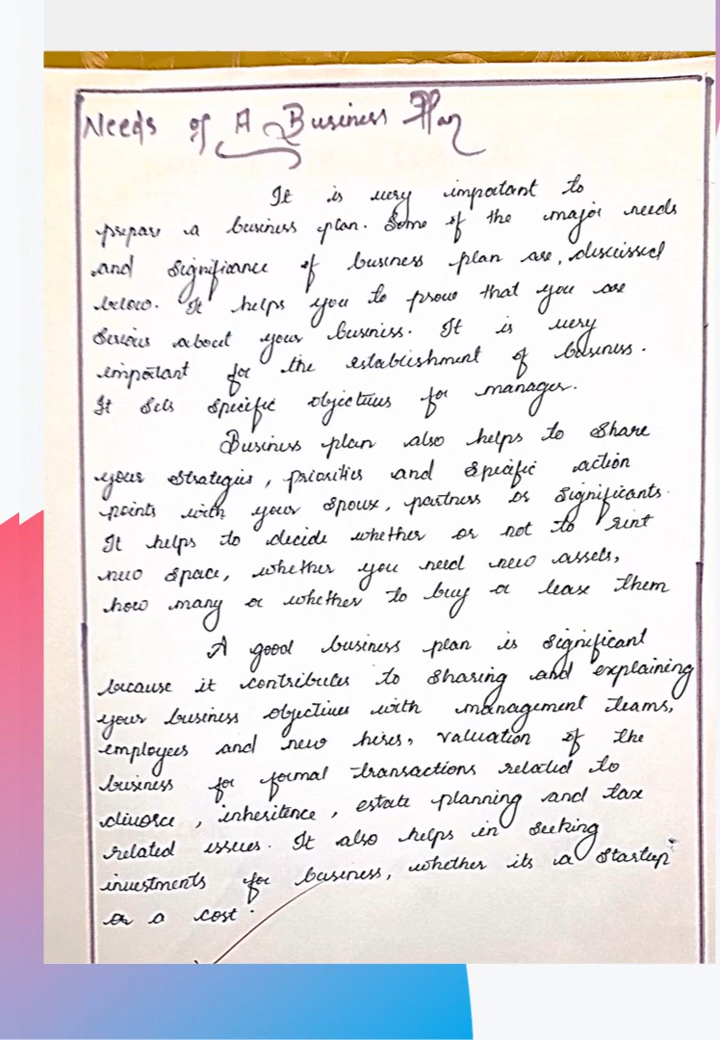 Needs of A Business Plan
It is very important to
prepare a business plan. Some of the major needs
and significance of business plan are, discussed
below. It helps you to prove that you are
serious about your business. It is very
important for the establishment of business.
It sets specific objectives for manager.
Business plan also helps to share
your strategies, priorities and specific action
points with your spouse, partners or significants.
It helps to decide whether or not to rent
new space, whether you need new assets,
how many or whether to buy or lease them
A good business plan is significant
because it contributes to sharing and explaining
your business objectives with management teams,
employees and new hires, valuation of the
business for formal transactions related to
divorce, inheritence, estate planning and tax
related issues. It also helps in seeking
investments for business, whether its a startup
or a cost.